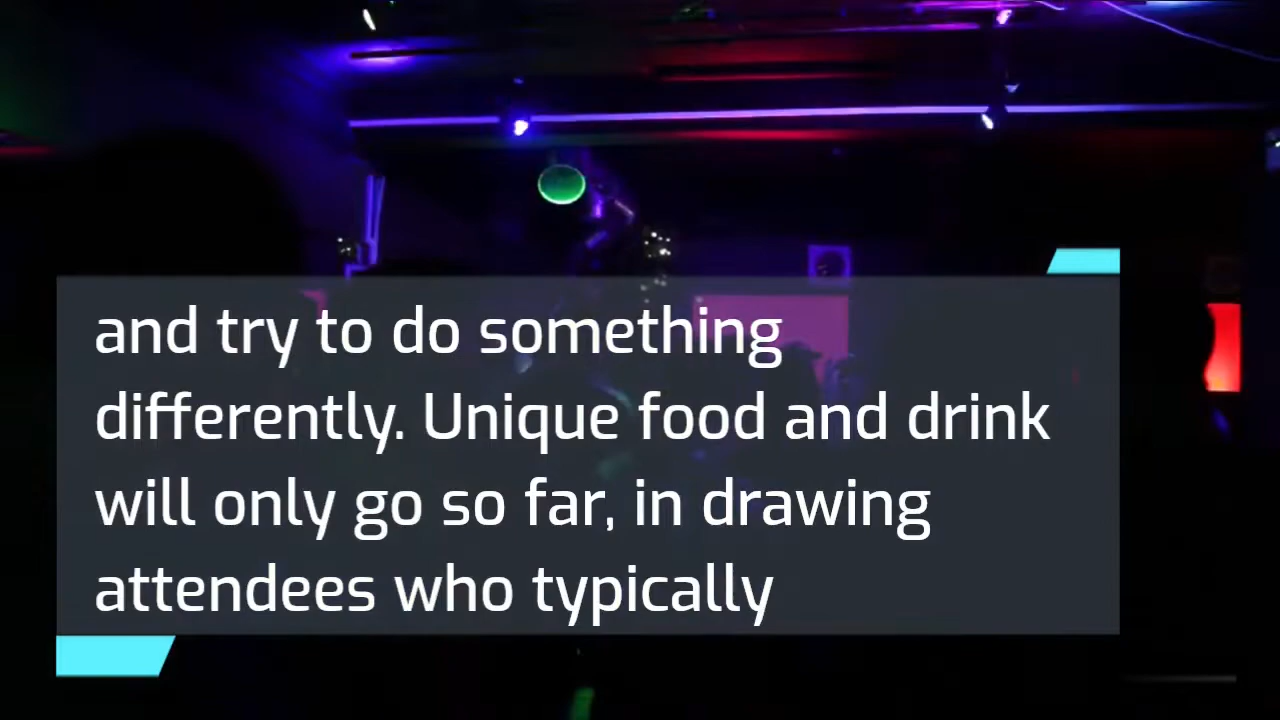 and try to do something
differently. Unique food and drink
will only go so far, in drawing
attendees who typically